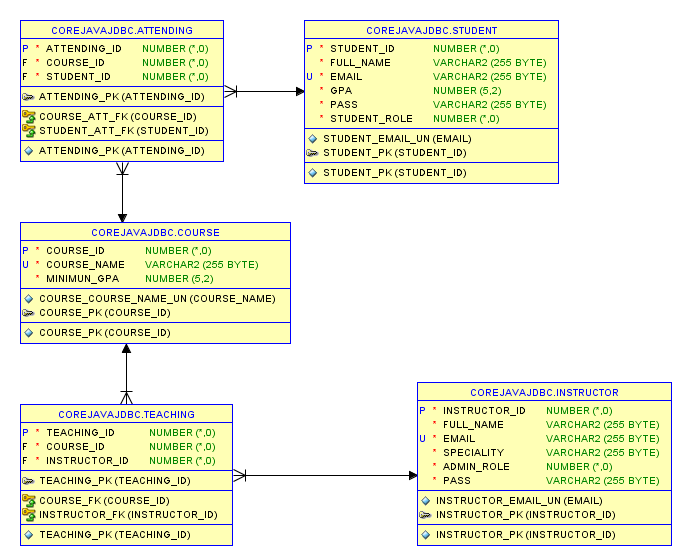 COREJAVAJDBC.ATTENDING
P * ATTENDING_ID NUMBER (*,0)
F * COURSE_ID NUMBER (*,0)
F * STUDENT_ID NUMBER (*,0)
ATTENDING_PK (ATTENDING_ID)
COURSE_ATT_FK (COURSE_ID)
STUDENT_ATT_FK (STUDENT_ID)
ATTENDING_PK (ATTENDING_ID)
COREJAVAJDBC.STUDENT
P * STUDENT_ID NUMBER (*,0)
* FULL_NAME VARCHAR2 (255 BYTE)
U * EMAIL VARCHAR2 (255 BYTE)
* GPA NUMBER (5,2)
* PASS VARCHAR2 (255 BYTE)
* STUDENT_ROLE NUMBER (*,0)
STUDENT_EMAIL_UN (EMAIL)
STUDENT_PK (STUDENT_ID)
STUDENT_PK (STUDENT_ID)
COREJAVAJDBC.COURSE
P * COURSE_ID NUMBER (*,0)
U * COURSE_NAME VARCHAR2 (255 BYTE)
* MINIMUN_GPA NUMBER (5,2)
COURSE_COURSE_NAME_UN (COURSE_NAME)
COURSE_PK (COURSE_ID)
COURSE_PK (COURSE_ID)
COREJAVAJDBC.TEACHING
P * TEACHING_ID NUMBER (*,0)
F * COURSE_ID NUMBER (*,0)
F * INSTRUCTOR_ID NUMBER (*,0)
TEACHING_PK (TEACHING_ID)
COURSE_FK (COURSE_ID)
INSTRUCTOR_FK (INSTRUCTOR_ID)
TEACHING_PK (TEACHING_ID)
COREJAVAJDBC.INSTRUCTOR
P * INSTRUCTOR_ID NUMBER (*,0)
* FULL_NAME VARCHAR2 (255 BYTE)
U * EMAIL VARCHAR2 (255 BYTE)
* SPECIALITY VARCHAR2 (255 BYTE)
* ADMIN_ROLE NUMBER (*,0)
* PASS VARCHAR2 (255 BYTE)
INSTRUCTOR_EMAIL_UN (EMAIL)
INSTRUCTOR_PK (INSTRUCTOR_ID)
INSTRUCTOR_PK (INSTRUCTOR_ID)